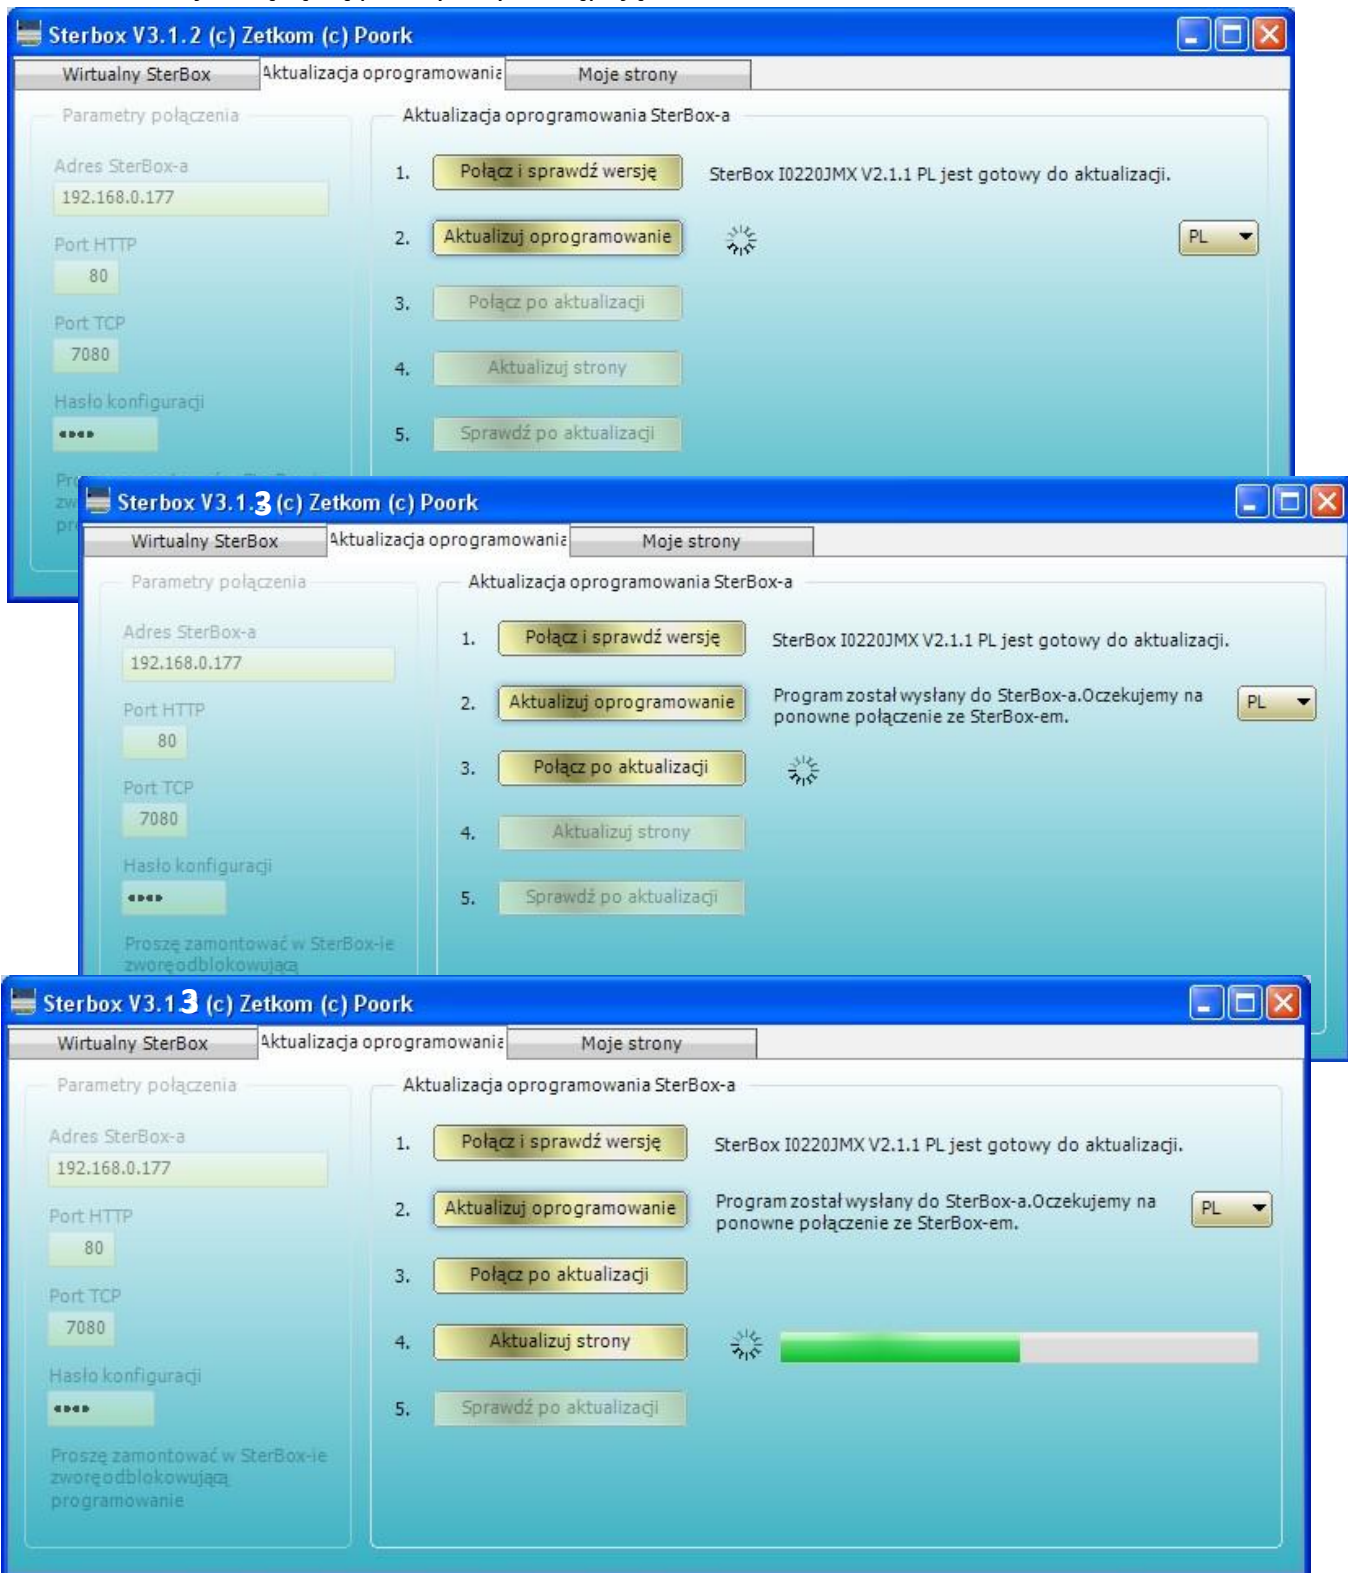 Sterbox V3.1.2 (c) Zetkom (c) Poork
Wirtualny SterBox Aktualizacja oprogramowania Moje strony
Parametry połączenia
Adres SterBox-a
192.168.0.177
Port HTTP
80
Port TCP
7080
Hasło konfiguracji
Aktualizacja oprogramowania SterBox-a
1. Połącz i sprawdź wersję SterBox I0220JMX V2.1.1 PL jest gotowy do aktualizacji.
2. Aktualizuj oprogramowanie PL
3. Połącz po aktualizacji
4. Aktualizuj strony
5. Sprawdź po aktualizacji
Sterbox V3.1.3 (c) Zetkom (c) Poork
Wirtualny SterBox Aktualizacja oprogramowania Moje strony
Parametry połączenia
Adres SterBox-a
192.168.0.177
Port HTTP
80
Port TCP
7080
Hasło konfiguracji
Proszę zamontować w SterBox-ie
zworę odblokowującą
Aktualizacja oprogramowania SterBox-a
1. Połącz i sprawdź wersję SterBox I0220JMX V2.1.1 PL jest gotowy do aktualizacji.
2. Aktualizuj oprogramowanie Program został wysłany do SterBox-a.Oczekujemy na
ponowne połączenie ze SterBox-em. PL
3. Połącz po aktualizacji
4. Aktualizuj strony
5. Sprawdź po aktualizacji
Sterbox V3.1.3 (c) Zetkom (c) Poork
Wirtualny SterBox Aktualizacja oprogramowania Moje strony
Parametry połączenia
Adres SterBox-a
192.168.0.177
Port HTTP
80
Port TCP
7080
Hasło konfiguracji
Proszę zamontować w SterBox-ie
zworę odblokowującą
programowanie
Aktualizacja oprogramowania SterBox-a
1. Połącz i sprawdź wersję SterBox I0220JMX V2.1.1 PL jest gotowy do aktualizacji.
2. Aktualizuj oprogramowanie Program został wysłany do SterBox-a.Oczekujemy na
ponowne połączenie ze SterBox-em. PL
3. Połącz po aktualizacji
4. Aktualizuj strony
5. Sprawdź po aktualizacji